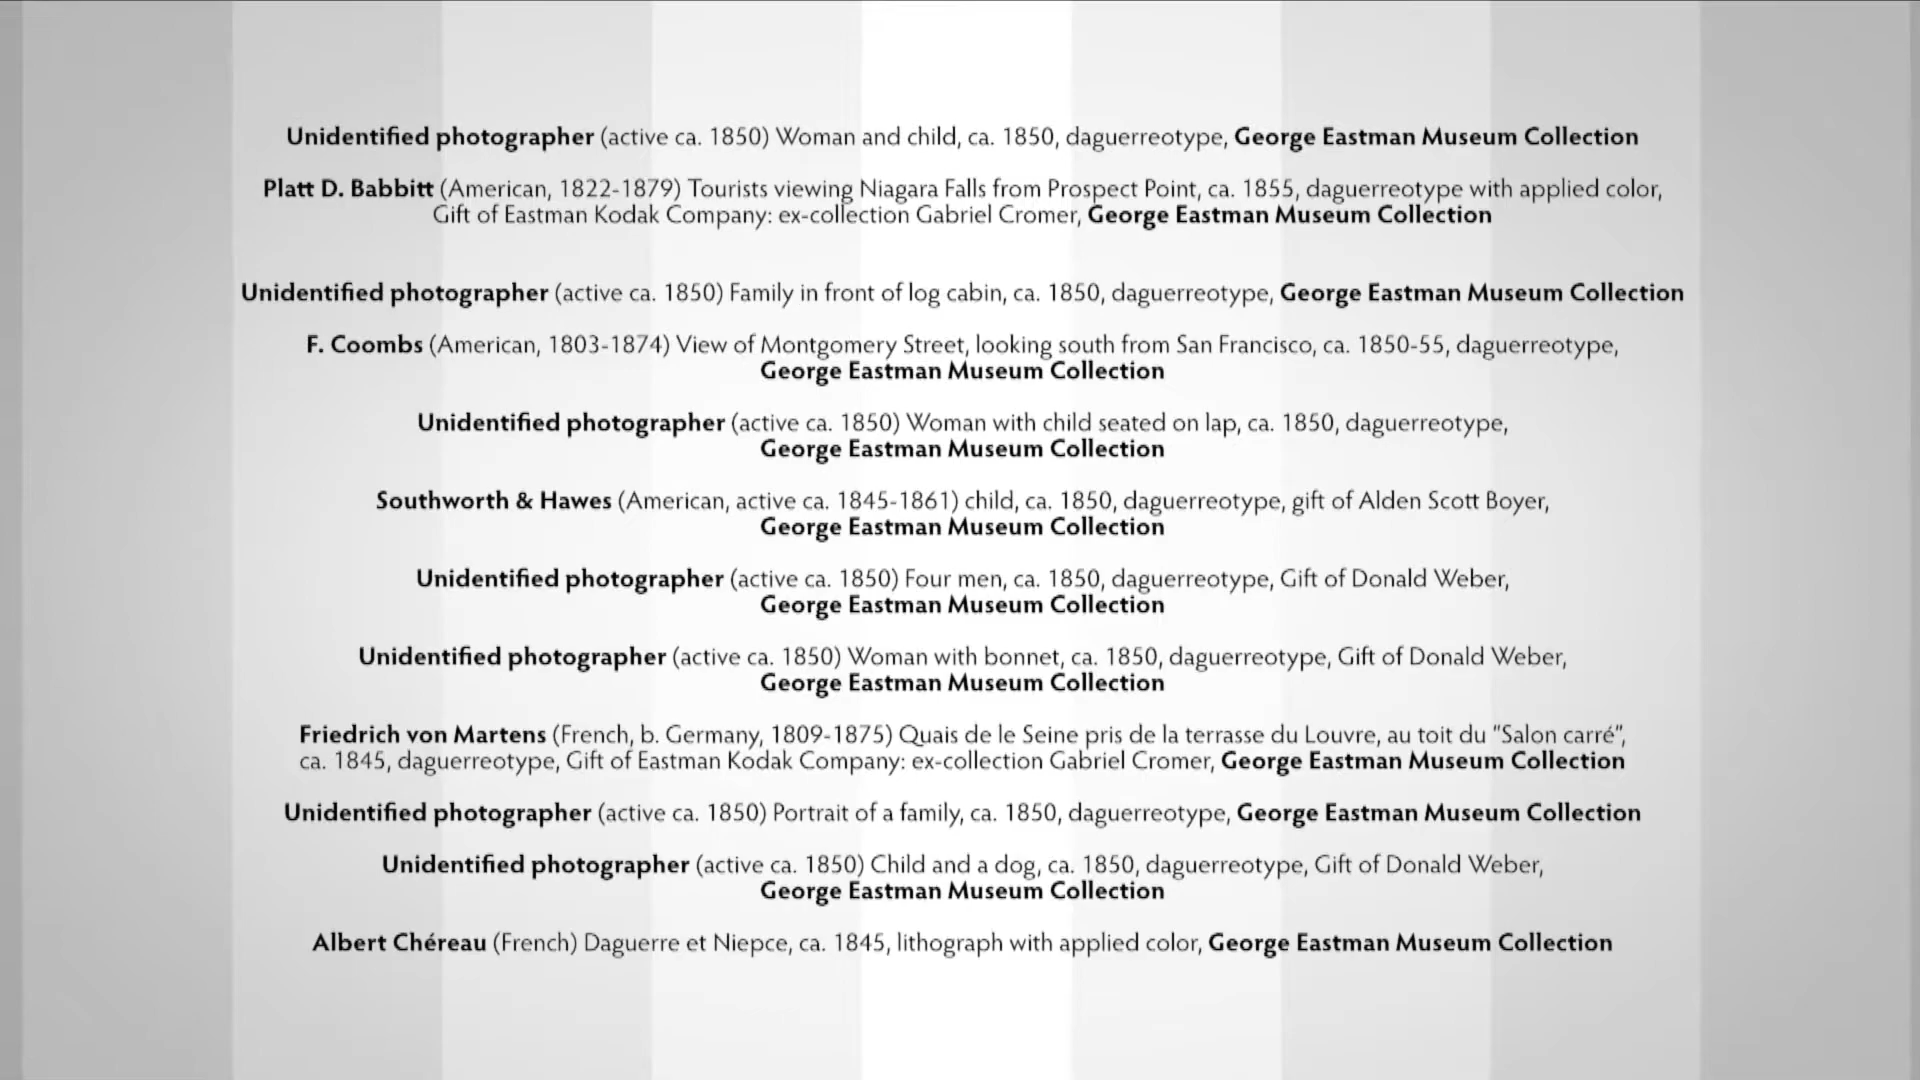 Unidentified photographer (active ca. 1850) Woman and child, ca. 1850, daguerreotype, George Eastman Museum Collection
Platt D. Babbitt (American, 1822-1879) Tourists viewing Niagara Falls from Prospect Point, ca. 1855, daguerreotype with applied color,
Gift of Eastman Kodak Company: ex-collection Gabriel Cromer, George Eastman Museum Collection
Unidentified photographer (active ca. 1850) Family in front of log cabin, ca. 1850, daguerreotype, George Eastman Museum Collection
F. Coombs (American, 1803-1874) View of Montgomery Street, looking south from San Francisco, ca. 1850-55, daguerreotype,
George Eastman Museum Collection
Unidentified photographer (active ca. 1850) Woman with child seated on lap, ca. 1850, daguerreotype,
George Eastman Museum Collection
Southworth & Hawes (American, active ca. 1845-1861) child, ca. 1850, daguerreotype, gift of Alden Scott Boyer,
George Eastman Museum Collection
Unidentified photographer (active ca. 1850) Four men, ca. 1850, daguerreotype, Gift of Donald Weber,
George Eastman Museum Collection
Unidentified photographer (active ca. 1850) Woman with bonnet, ca. 1850, daguerreotype, Gift of Donald Weber,
George Eastman Museum Collection
Friedrich von Martens (French, b. Germany, 1809-1875) Quais de le Seine pris de la terrasse du Louvre, au toit du "Salon carré",
ca. 1845, daguerreotype, Gift of Eastman Kodak Company: ex-collection Gabriel Cromer, George Eastman Museum Collection
Unidentified photographer (active ca. 1850) Portrait of a family, ca. 1850, daguerreotype, George Eastman Museum Collection
Unidentified photographer (active ca. 1850) Child and a dog, ca. 1850, daguerreotype, Gift of Donald Weber,
George Eastman Museum Collection
Albert Chéreau (French) Daguerre et Niepce, ca. 1845, lithograph with applied color, George Eastman Museum Collection